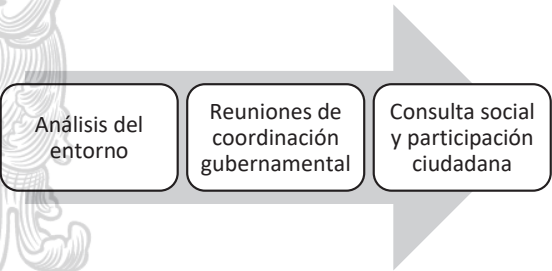 Análisis del
entorno
Reuniones de
coordinación
gubernamental
Consulta social
y participación
ciudadana